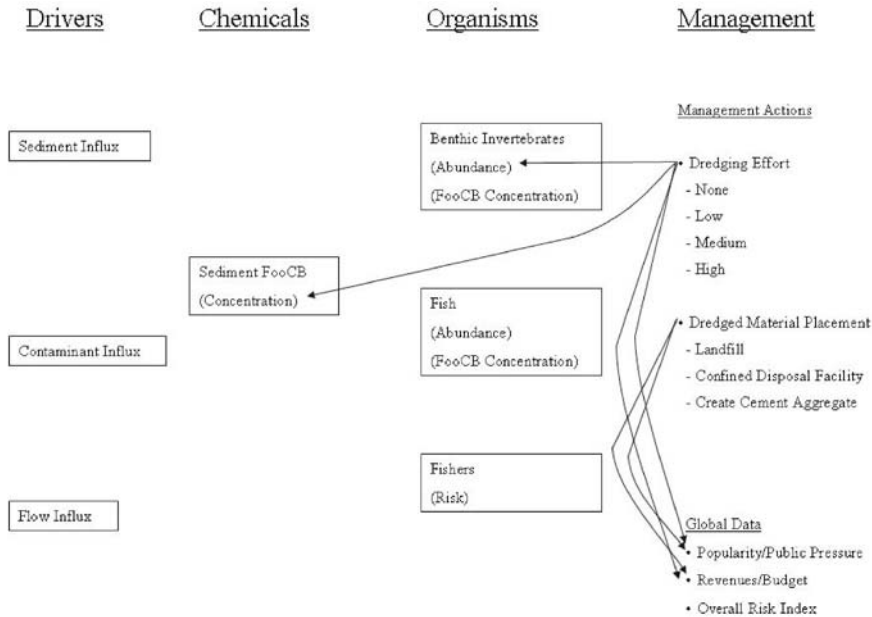 Drivers
Chemicals
Organisms
Management
Sediment Influx
Contaminant Influx
Flow Influx
Sediment FooCB
(Concentration)
Benthic Invertebrates
(Abundance)
(FooCB Concentration)
Fish
(Abundance)
(FooCB Concentration)
Fishers
(Risk)
Management Actions
• Dredging Effort
- None
- Low
- Medium
- High
• Dredged Material Placement
- Landfill
- Confined Disposal Facility
- Create Cement Aggregate
Global Data
• Popularity/Public Pressure
• Revenues/Budget
• Overall Risk Index